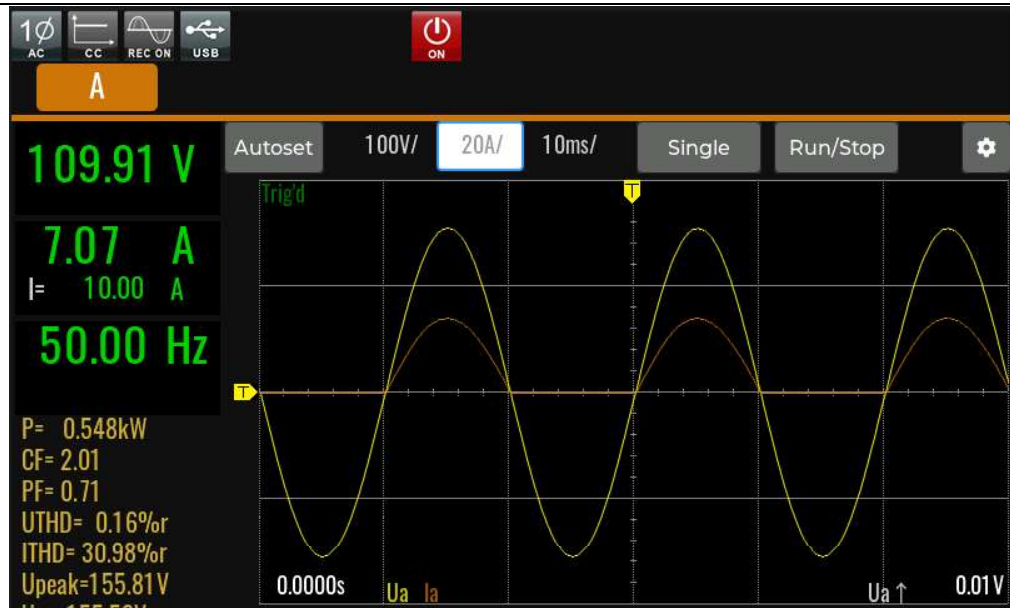 1Ø
AC
CC
REC ON
USB
ON
A
109.91 V
7.07 A
I= 10.00 A
50.00 Hz
P= 0.548kW
CF= 2.01
PF= 0.71
UTHD= 0.16%r
ITHD= 30.98%r
Upeak=155.81V
Autoset 100V/ 20A/ 10ms/ Single Run/Stop
Trig'd
T
T
0.0000s Ua Ia Ua↑ 0.01V